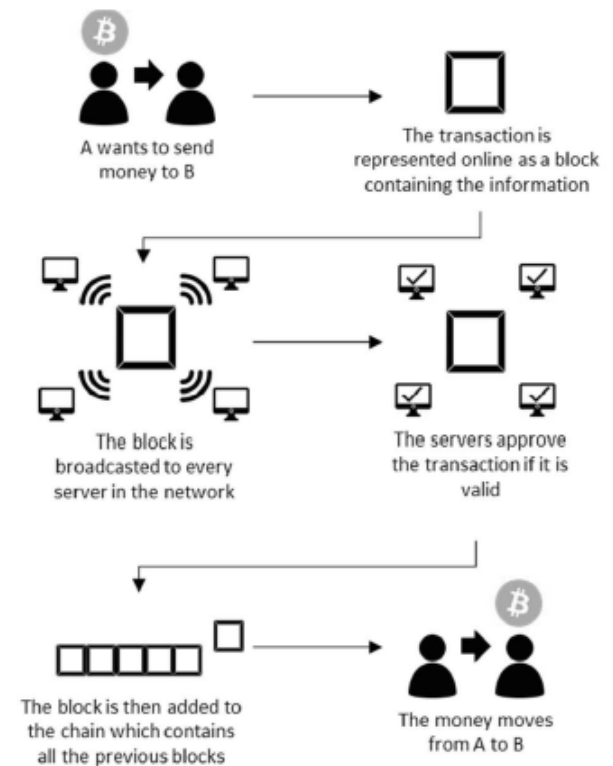 A wants to send
money to B
The transaction is
represented online as a block
containing the information
The block is
broadcasted to every
server in the network
The servers approve
the transaction if it is
valid
The block is then added to
the chain which contains
all the previous blocks
The money moves
from A to B